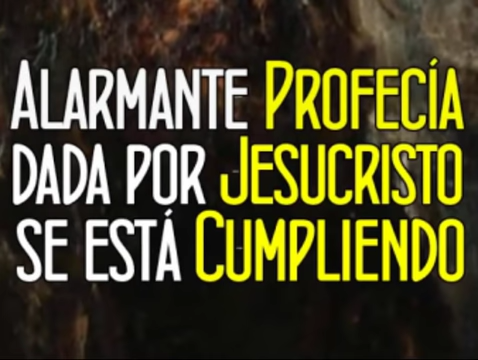 Alarmante Profecía
dada por Jesucristo
se está Cumpliendo